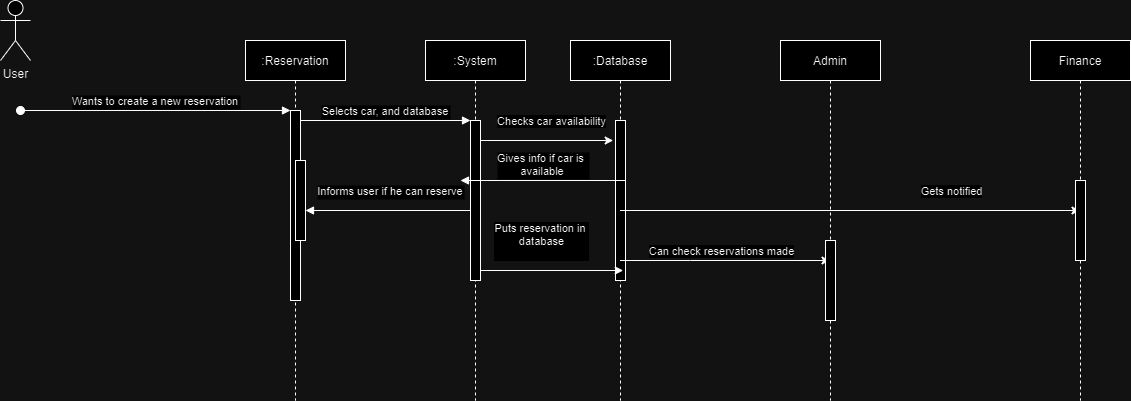 User
:Reservation
:System
:Database
Admin
Finance
Wants to create a new reservation
Selects car, and database
Checks car availability
Gives info if car is
available
Informs user if he can reserve
Gets notified
Puts reservation in
database
Can check reservations made